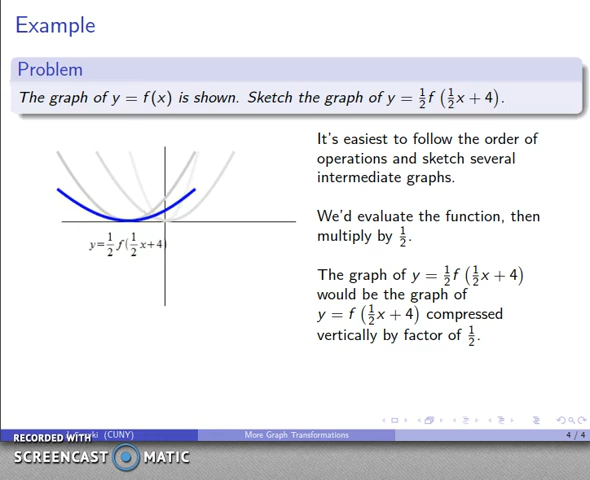 Example
Problem
The graph of y = f(x) is shown. Sketch the graph of y = ½f (½x + 4).
It's easiest to follow the order of
operations and sketch several
intermediate graphs.
We'd evaluate the function, then
multiply by ½.
The graph of y = ½f (½x + 4)
would be the graph of
y = f (½x + 4) compressed
vertically by factor of ½.
y=½ f(½x+4)
(CUNY)
More Graph Transformations
4 / 4
RECORDED WITH
SCREENCAST MATIC